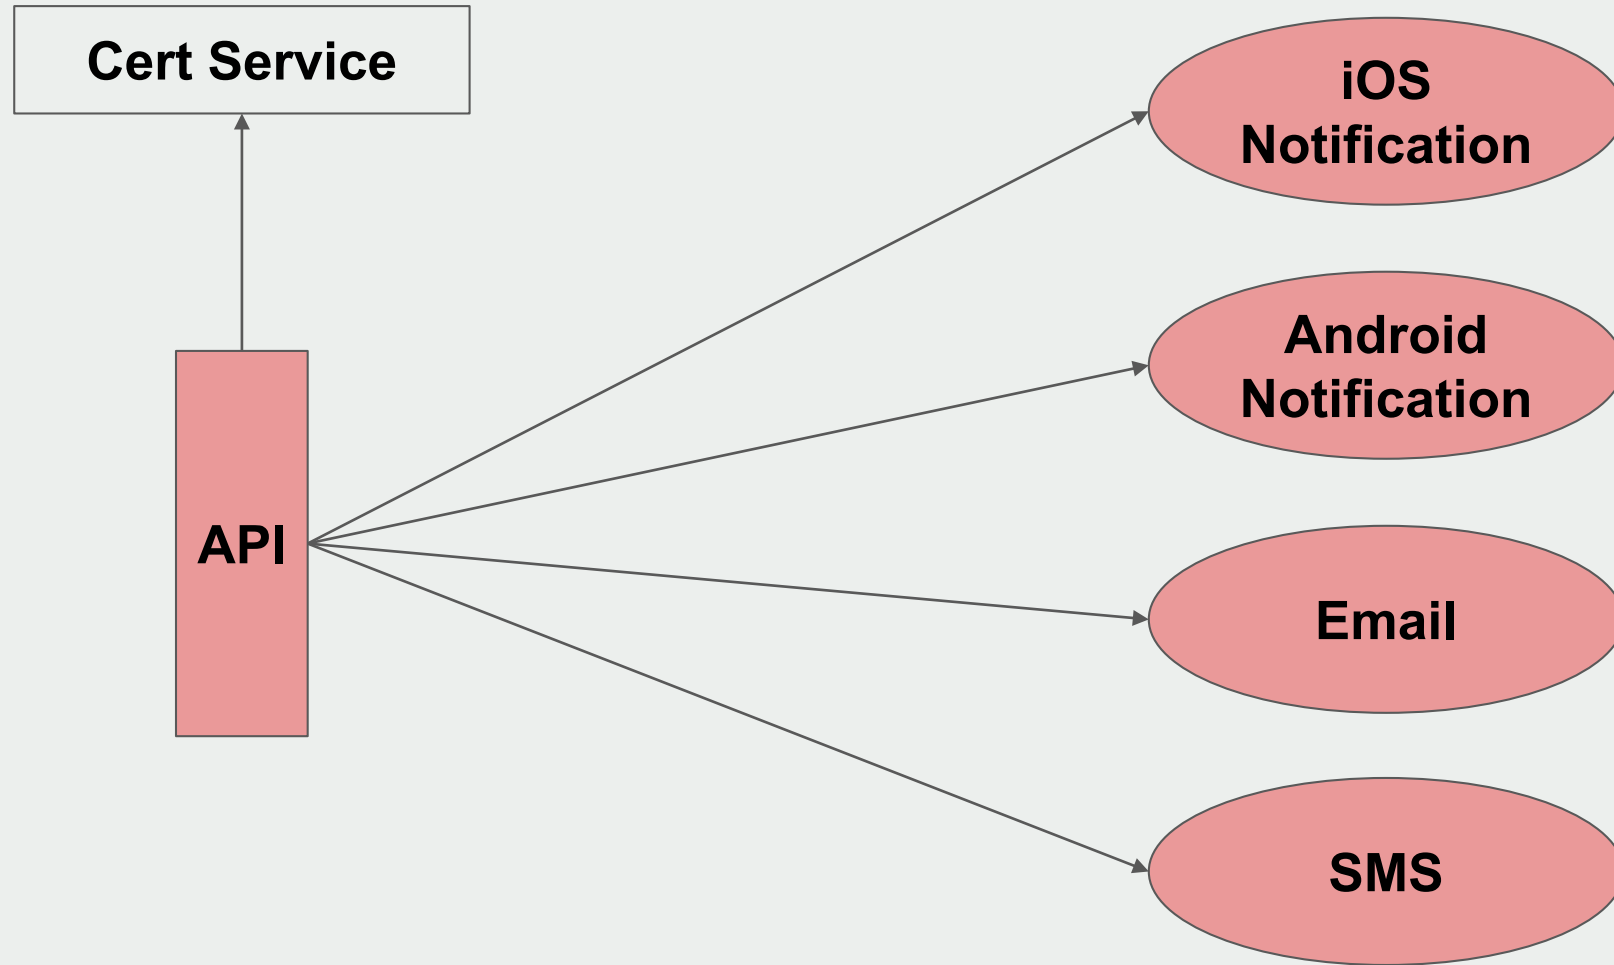 Cert Service
iOS
Notification
Android
Notification
API
Email
SMS